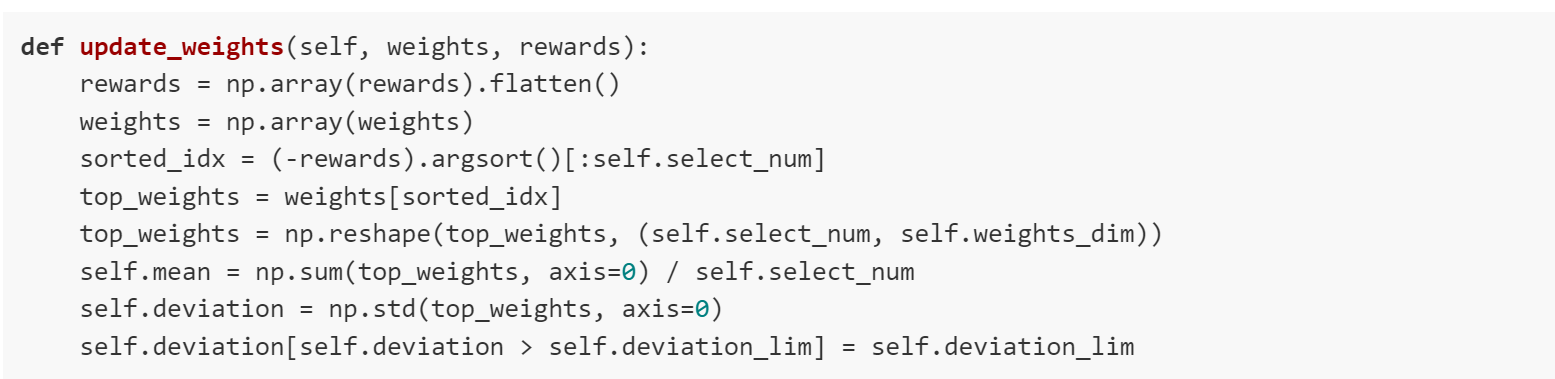 def update_weights(self, weights, rewards):
    rewards = np.array(rewards).flatten()
    weights = np.array(weights)
    sorted_idx = (-rewards).argsort()[:self.select_num]
    top_weights = weights[sorted_idx]
    top_weights = np.reshape(top_weights, (self.select_num, self.weights_dim))
    self.mean = np.sum(top_weights, axis=0) / self.select_num
    self.deviation = np.std(top_weights, axis=0)
    self.deviation[self.deviation > self.deviation_lim] = self.deviation_lim